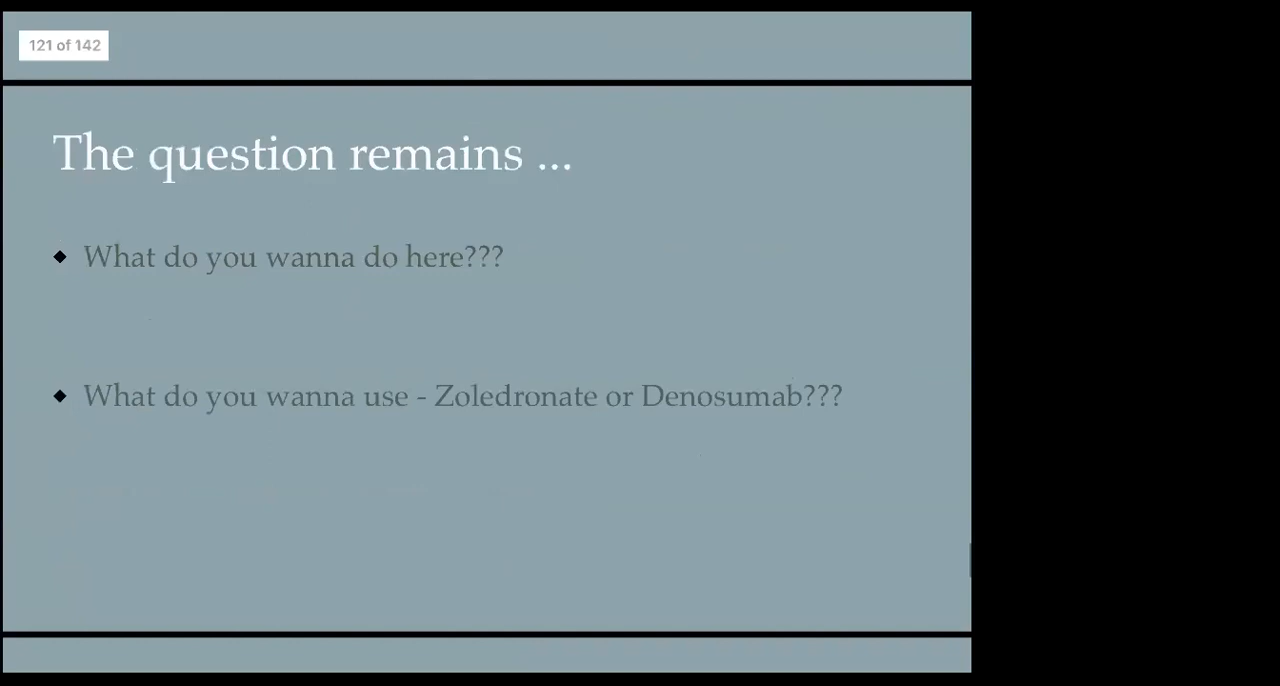 121 of 142
The question remains ...
What do you wanna do here???
What do you wanna use - Zoledronate or Denosumab???